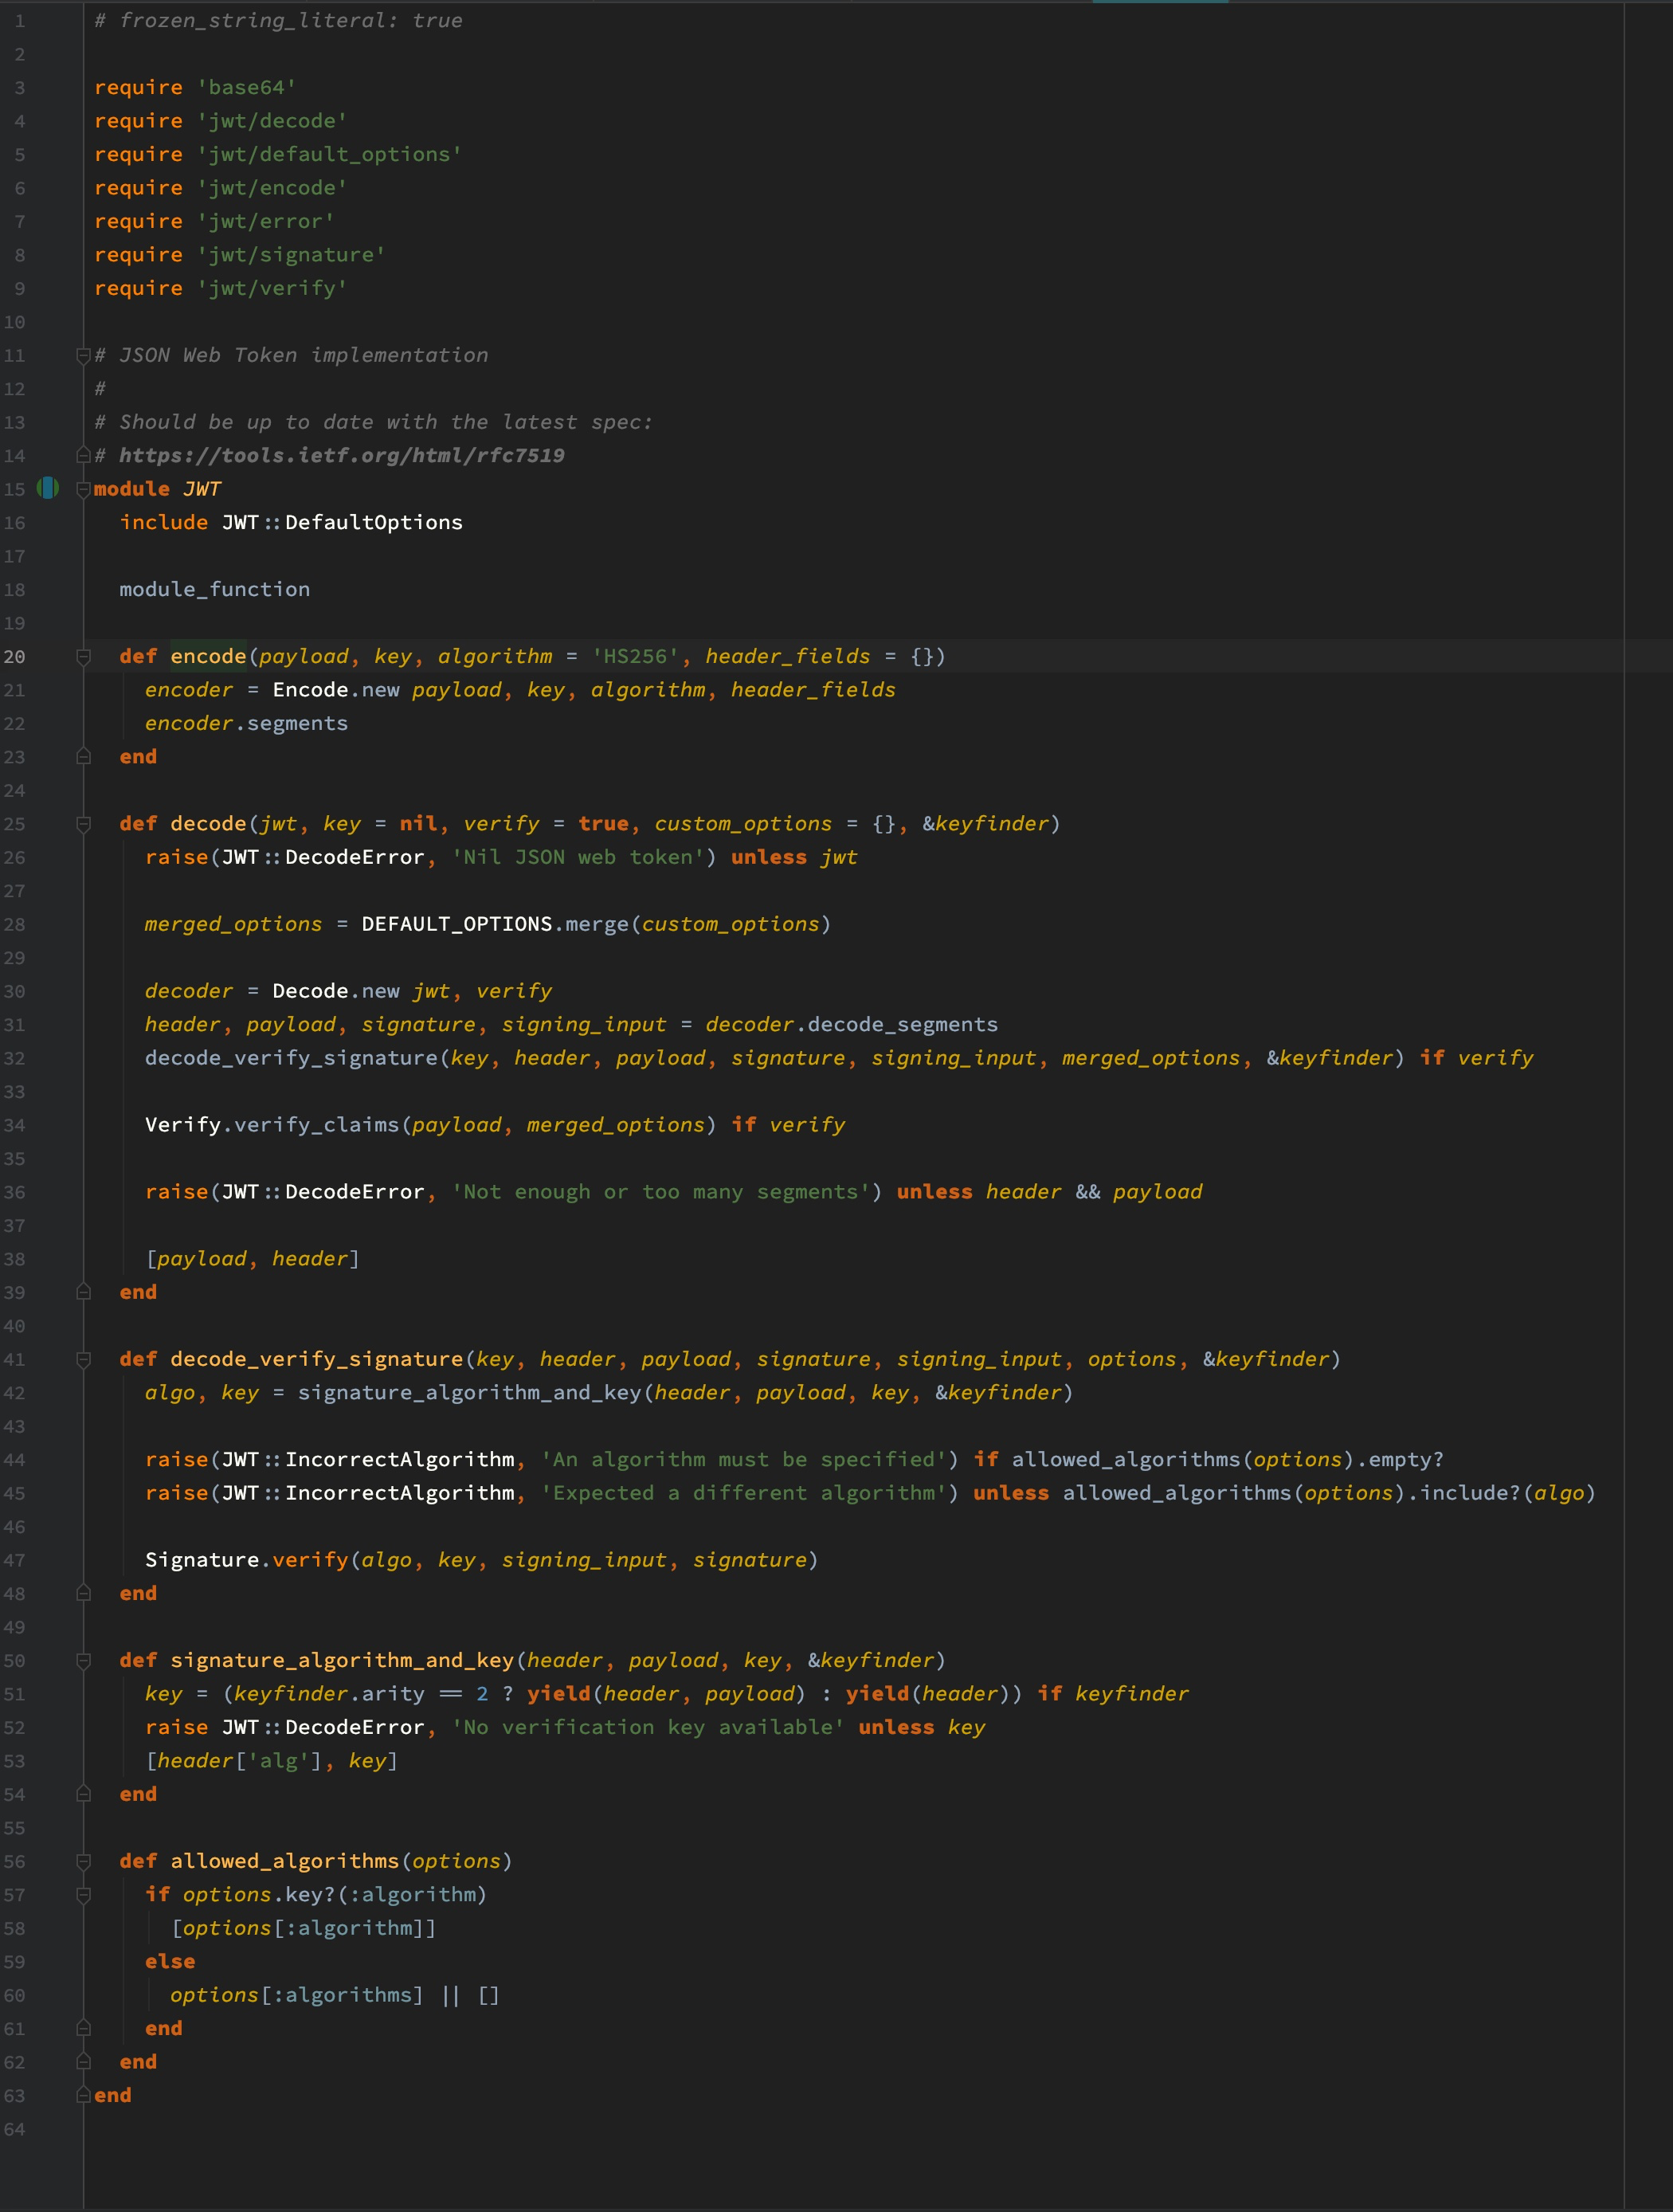 1 # frozen_string_literal: true
2
3 require 'base64'
4 require 'jwt/decode'
5 require 'jwt/default_options'
6 require 'jwt/encode'
7 require 'jwt/error'
8 require 'jwt/signature'
9 require 'jwt/verify'
10
11 # JSON Web Token implementation
12 #
13 # Should be up to date with the latest spec:
14 # https://tools.ietf.org/html/rfc7519
15 module JWT
16   include JWT::DefaultOptions
17
18   module_function
19
20   def encode(payload, key, algorithm = 'HS256', header_fields = {})
21     encoder = Encode.new payload, key, algorithm, header_fields
22     encoder.segments
23   end
24
25   def decode(jwt, key = nil, verify = true, custom_options = {}, &keyfinder)
26     raise(JWT::DecodeError, 'Nil JSON web token') unless jwt
27
28     merged_options = DEFAULT_OPTIONS.merge(custom_options)
29
30     decoder = Decode.new jwt, verify
31     header, payload, signature, signing_input = decoder.decode_segments
32     decode_verify_signature(key, header, payload, signature, signing_input, merged_options, &keyfinder) if verify
33
34     Verify.verify_claims(payload, merged_options) if verify
35
36     raise(JWT::DecodeError, 'Not enough or too many segments') unless header && payload
37
38     [payload, header]
39   end
40
41   def decode_verify_signature(key, header, payload, signature, signing_input, options, &keyfinder)
42     algo, key = signature_algorithm_and_key(header, payload, key, &keyfinder)
43
44     raise(JWT::IncorrectAlgorithm, 'An algorithm must be specified') if allowed_algorithms(options).empty?
45     raise(JWT::IncorrectAlgorithm, 'Expected a different algorithm') unless allowed_algorithms(options).include?(algo)
46
47     Signature.verify(algo, key, signing_input, signature)
48   end
49
50   def signature_algorithm_and_key(header, payload, key, &keyfinder)
51     key = (keyfinder.arity == 2 ? yield(header, payload) : yield(header)) if keyfinder
52     raise JWT::DecodeError, 'No verification key available' unless key
53     [header['alg'], key]
54   end
55
56   def allowed_algorithms(options)
57     if options.key?(:algorithm)
58       [options[:algorithm]]
59     else
60       options[:algorithms] || []
61     end
62   end
63 end
64